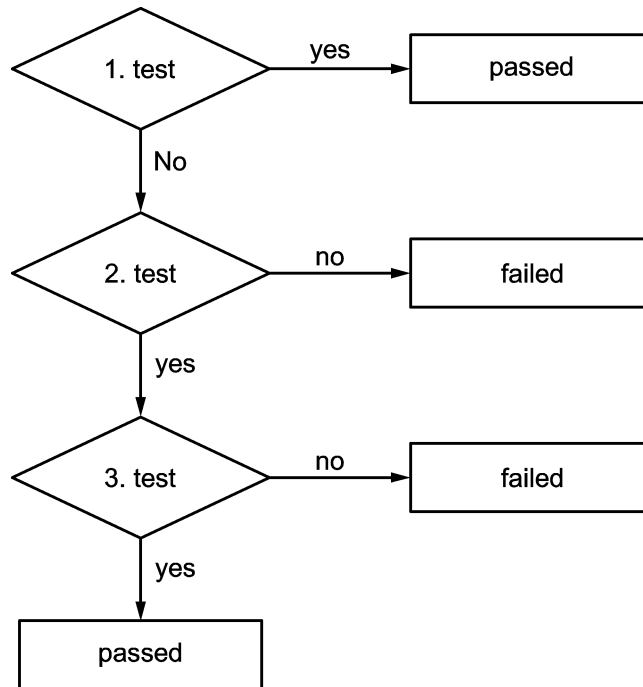 1. test
yes
passed
No
2. test
no
failed
yes
3. test
no
failed
yes
passed